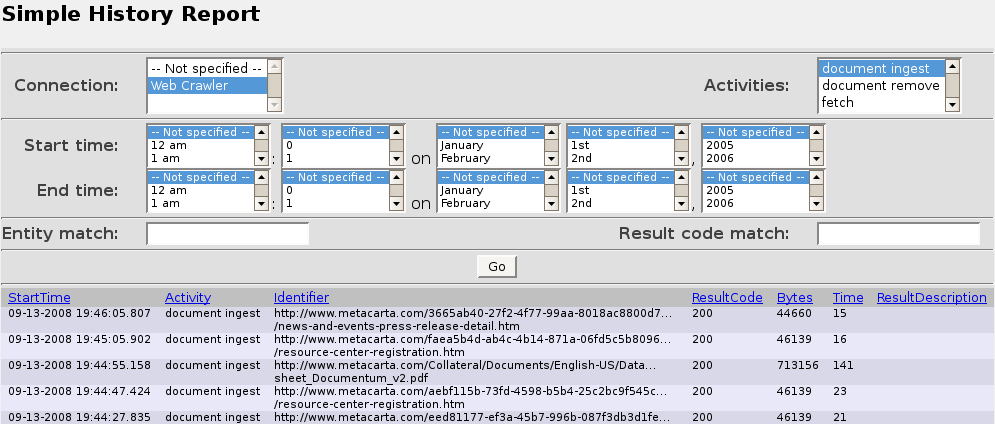 Simple History Report
Connection: -- Not specified -- Web Crawler Activities: document ingest document remove fetch
Start time: -- Not specified -- 12 am 1 am : -- Not specified -- 0 1 on -- Not specified -- January February -- Not specified -- 1st 2nd , -- Not specified -- 2005 2006
End time: -- Not specified -- 12 am 1 am : -- Not specified -- 0 1 on -- Not specified -- January February -- Not specified -- 1st 2nd , -- Not specified -- 2005 2006
Entity match: Result code match:
Go
StartTime Activity Identifier ResultCode Bytes Time ResultDescription
09-13-2008 19:46:05.807 document ingest http://www.metacarta.com/3665ab40-27f2-4f77-99aa-8018ac8800d7... 200 44660 15
/news-and-events-press-release-detail.htm
09-13-2008 19:45:05.902 document ingest http://www.metacarta.com/faea5b4d-ab4c-4b14-871a-06fd5c5b8096... 200 46139 16
/resource-center-registration.htm
09-13-2008 19:44:55.158 document ingest http://www.metacarta.com/Collateral/Documents/English-US/Data... 200 713156 141
sheet_Documentum_v2.pdf
09-13-2008 19:44:47.424 document ingest http://www.metacarta.com/aebf115b-73fd-4598-b5b4-25c2bc9f545c... 200 46139 23
/resource-center-registration.htm
09-13-2008 19:44:27.835 document ingest http://www.metacarta.com/eed81177-ef3a-45b7-996b-087f3db3d1fe... 200 46139 21